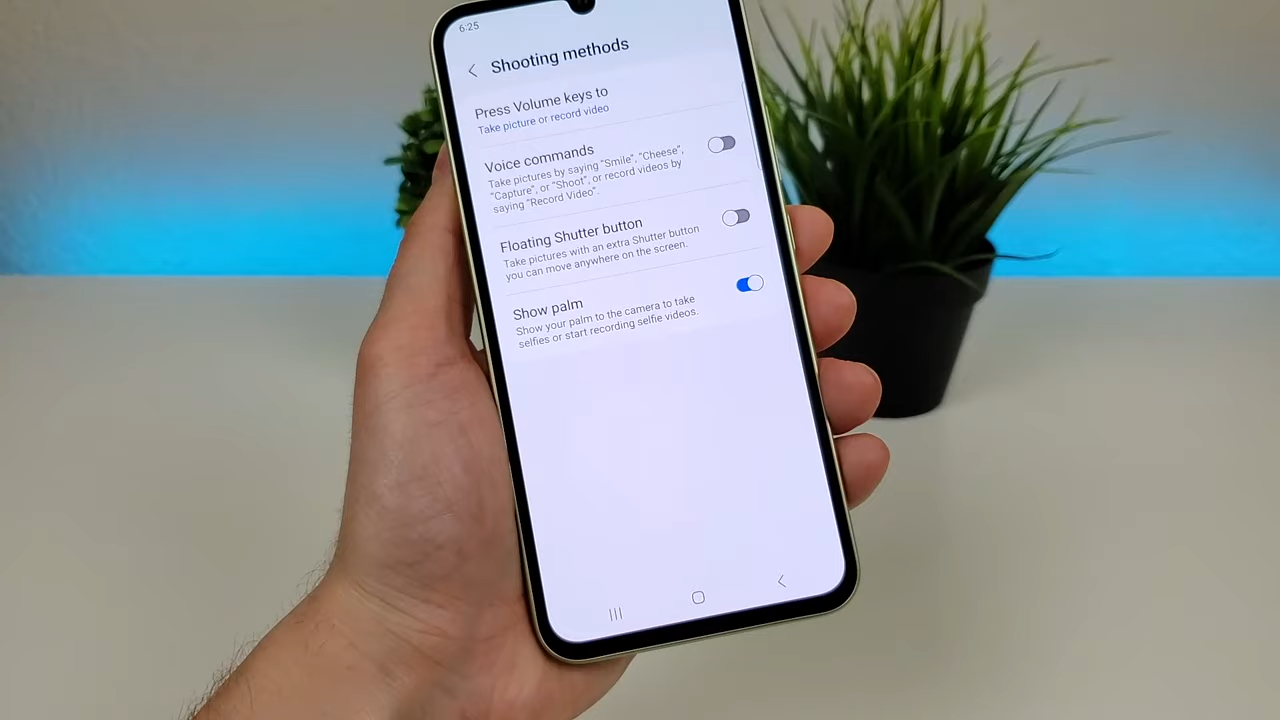 6:25
Shooting methods
Press Volume keys to
Take picture or record video
Voice commands
Take pictures by saying "Smile", "Cheese",
"Capture", or "Shoot", or record videos by
saying "Record Video".
Floating Shutter button
Take pictures with an extra Shutter button
you can move anywhere on the screen.
Show palm
Show your palm to the camera to take
selfies or start recording selfie videos.